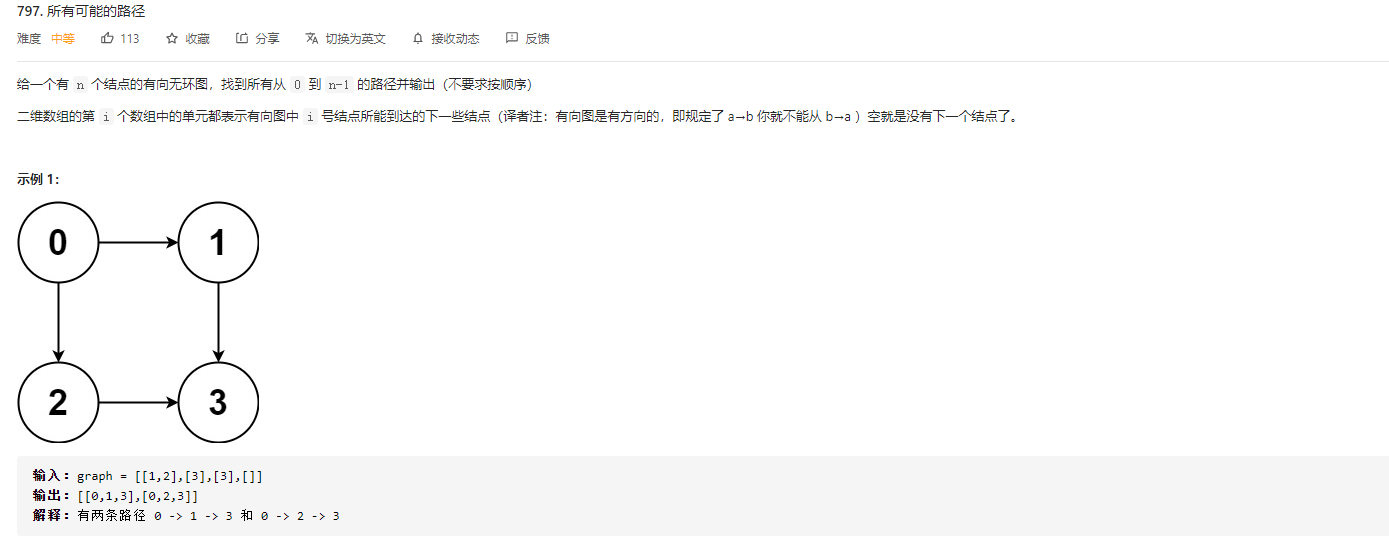 797. 所有可能的路径
难度 中等 113 收藏 分享 切换为英文 接收动态 反馈
给一个有 n 个结点的有向无环图，找到所有从 0 到 n-1 的路径并输出（不要求按顺序）
二维数组的第 i 个数组中的单元都表示有向图中 i 号结点所能到达的下一些结点（译者注：有向图是有方向的，即规定了 a→b 你就不能从 b→a ）空就是没有下一个结点了。
示例 1：
0 1
2 3
输入：graph = [[1,2],[3],[3],[]]
输出：[[0,1,3],[0,2,3]]
解释：有两条路径 0 -> 1 -> 3 和 0 -> 2 -> 3